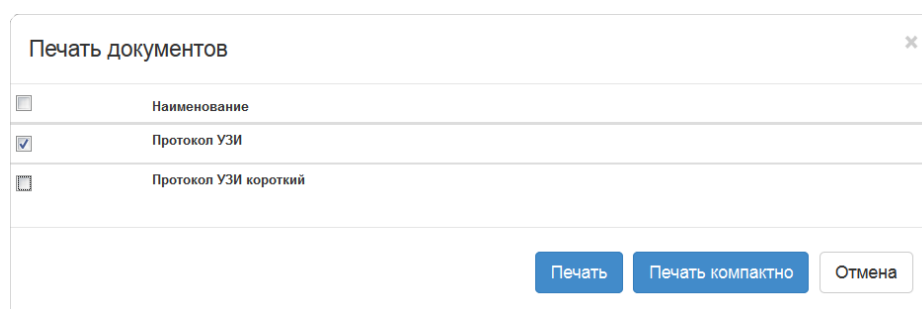 Печать документов
Наименование
Протокол УЗИ
Протокол УЗИ короткий
Печать Печать компактно Отмена